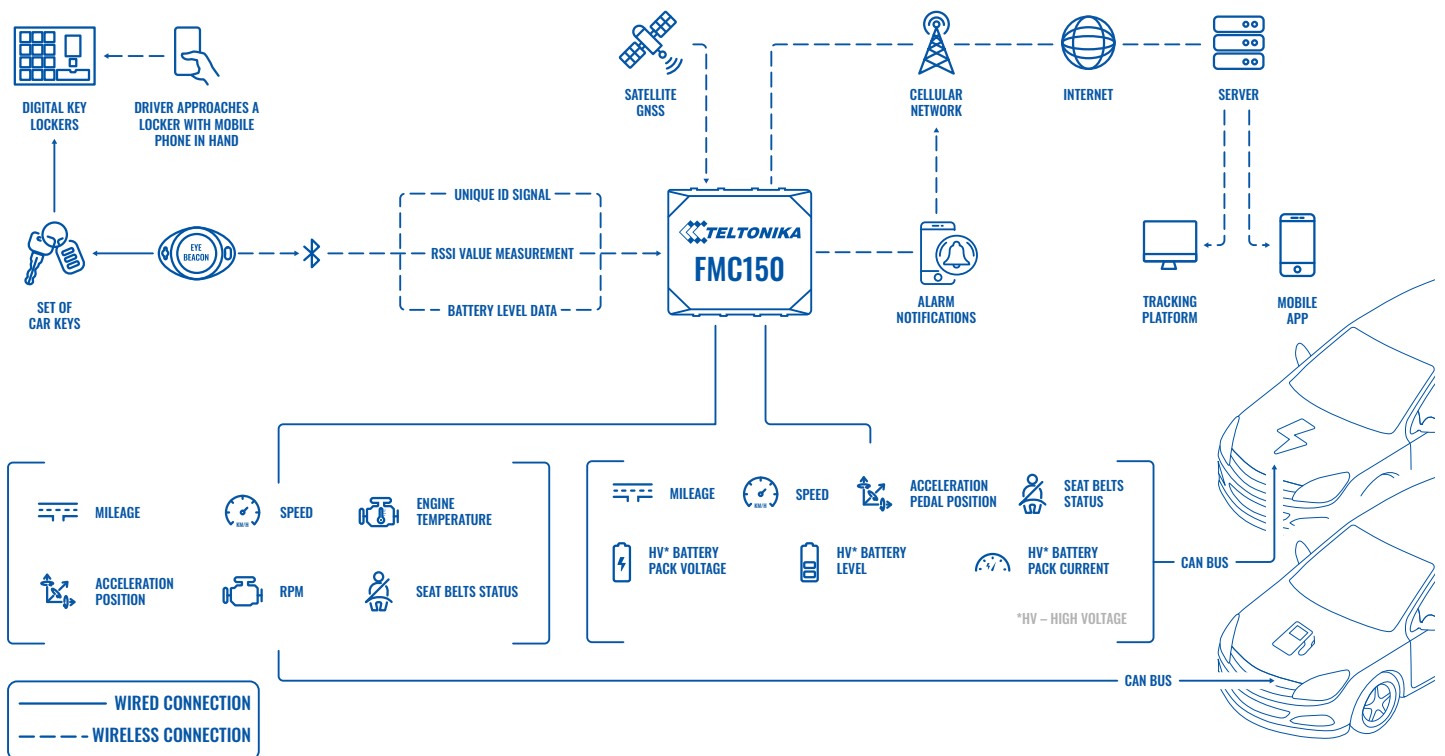 DIGITAL KEY
LOCKERS
DRIVER APPROACHES A
LOCKER WITH MOBILE
PHONE IN HAND
SATELLITE
GNSS
CELLULAR
NETWORK
INTERNET
SERVER
SET OF
CAR KEYS
EYE
BEACON
UNIQUE ID SIGNAL
RSSI VALUE MEASUREMENT
BATTERY LEVEL DATA
TELTONIKA
FMC150
ALARM
NOTIFICATIONS
TRACKING
PLATFORM
MOBILE
APP
MILEAGE
KM/H
SPEED
ENGINE
TEMPERATURE
ACCELERATION
POSITION
RPM
SEAT BELTS STATUS
MILEAGE
KM/H
SPEED
ACCELERATION
PEDAL POSITION
SEAT BELTS
STATUS
HV* BATTERY
PACK VOLTAGE
HV* BATTERY
LEVEL
HV* BATTERY
PACK CURRENT
*HV – HIGH VOLTAGE
CAN BUS
CAN BUS
WIRED CONNECTION
WIRELESS CONNECTION